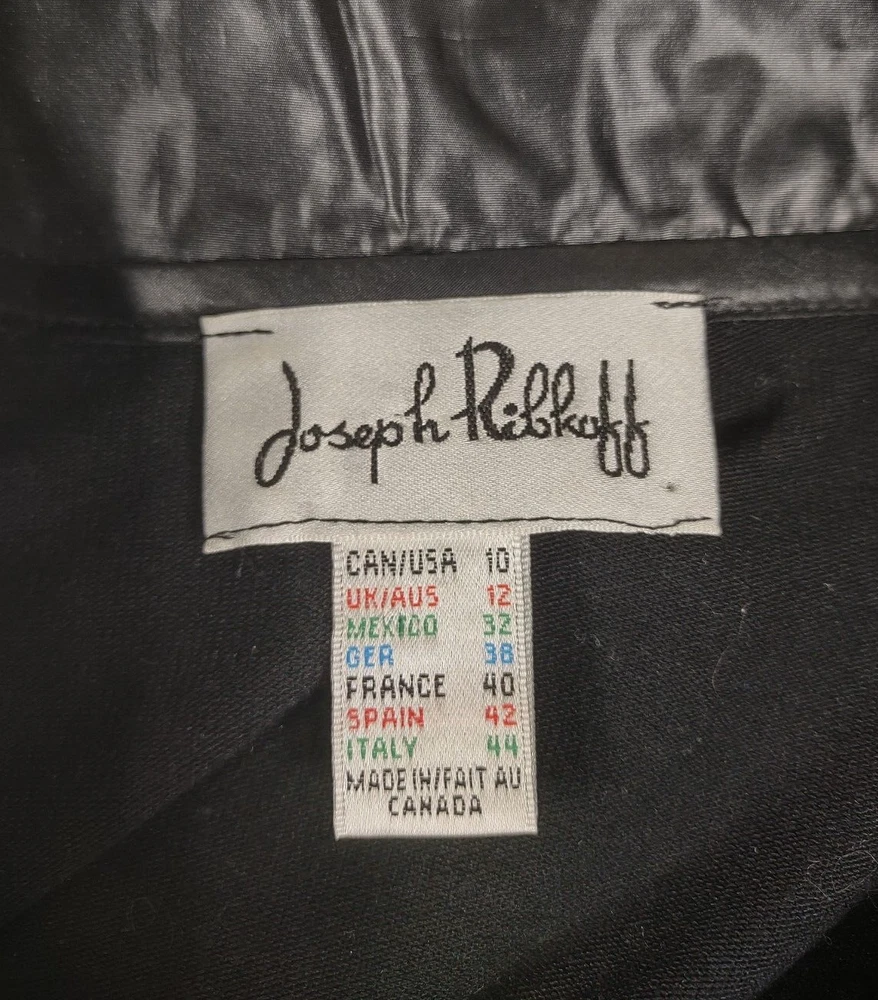 Joseph Ribkoff
CAN/USA 10
UK/AUS 12
MEXICO 32
GER 38
FRANCE 40
SPAIN 42
ITALY 44
MADE IN/FAIT AU
CANADA